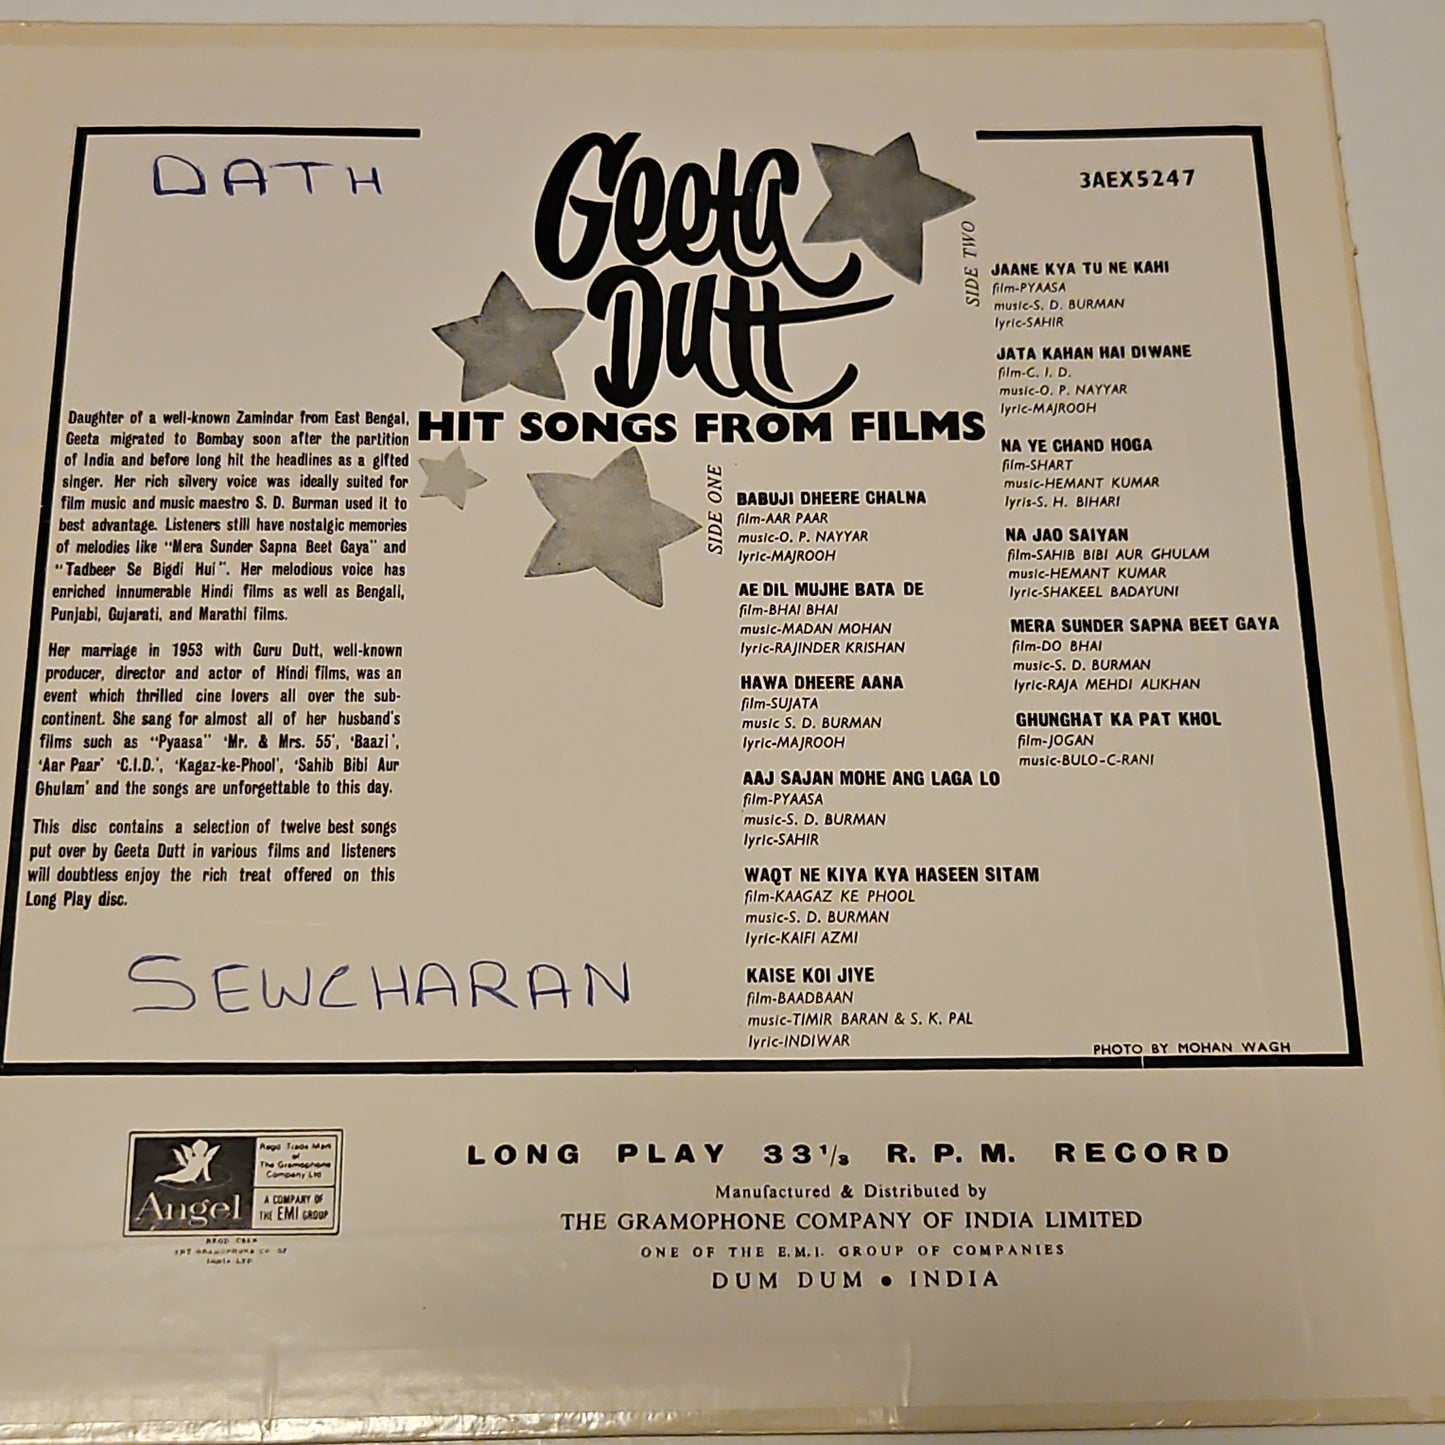 DATH
Geeta
Dutt
HIT SONGS FROM FILMS
3AEX5247
Daughter of a well-known Zamindar from East Bengal,
Geeta migrated to Bombay soon after the partition
of India and before long hit the headlines as a gifted
singer. Her rich silvery voice was ideally suited for
film music and music maestro S. D. Burman used it to
best advantage. Listeners still have nostalgic memories
of melodies like "Mera Sunder Sapna Beet Gaya" and
"Tadbeer Se Bigdi Hui". Her melodious voice has
enriched innumerable Hindi films as well as Bengali,
Punjabi, Gujarati, and Marathi films.
Her marriage in 1953 with Guru Dutt, well-known
producer, director and actor of Hindi films, was an
event which thrilled cine lovers all over the sub-
continent. She sang for almost all of her husband's
films such as "Pyaasa" 'Mr. & Mrs. 55', 'Baazi',
'Aar Paar' 'C.I.D.', 'Kagaz-ke-Phool', 'Sahib Bibi Aur
Ghulam' and the songs are unforgettable to this day.
This disc contains a selection of twelve best songs
put over by Geeta Dutt in various films and listeners
will doubtless enjoy the rich treat offered on this
Long Play disc.
SEWCHARAN
SIDE ONE
BABUJI DHEERE CHALNA
film-AAR PAAR
music-O. P. NAYYAR
lyric-MAJROOH
AE DIL MUJHE BATA DE
film-BHAI BHAI
music-MADAN MOHAN
lyric-RAJINDER KRISHAN
HAWA DHEERE AANA
film-SUJATA
music S. D. BURMAN
lyric-MAJROOH
AAJ SAJAN MOHE ANG LAGA LO
film-PYAASA
music-S. D. BURMAN
lyric-SAHIR
WAQT NE KIYA KYA HASEEN SITAM
film-KAAGAZ KE PHOOL
music-S. D. BURMAN
lyric-KAIFI AZMI
KAISE KOI JIYE
film-BAADBAAN
music-TIMIR BARAN & S. K. PAL
lyric-INDIWAR
SIDE TWO
JAANE KYA TU NE KAHI
film-PYAASA
music-S. D. BURMAN
lyric-SAHIR
JATA KAHAN HAI DIWANE
film-C. I. D.
music-O. P. NAYYAR
lyric-MAJROOH
NA YE CHAND HOGA
film-SHART
music-HEMANT KUMAR
lyris-S. H. BIHARI
NA JAO SAIYAN
film-SAHIB BIBI AUR GHULAM
music-HEMANT KUMAR
lyric-SHAKEEL BADAYUNI
MERA SUNDER SAPNA BEET GAYA
film-DO BHAI
music-S. D. BURMAN
lyric-RAJA MEHDI ALIKHAN
GHUNGHAT KA PAT KHOL
film-JOGAN
music-BULO-C-RANI
PHOTO BY MOHAN WAGH
Angel
Regd Trade Mark
of
The Gramophone
Company Ltd
A COMPANY OF
THE EMI GROUP
REGD USER
THE GRAMOPHONE CO OF
INDIA LTD
LONG PLAY 33 1/3 R. P. M. RECORD
Manufactured & Distributed by
THE GRAMOPHONE COMPANY OF INDIA LIMITED
ONE OF THE E.M.I. GROUP OF COMPANIES
DUM DUM • INDIA